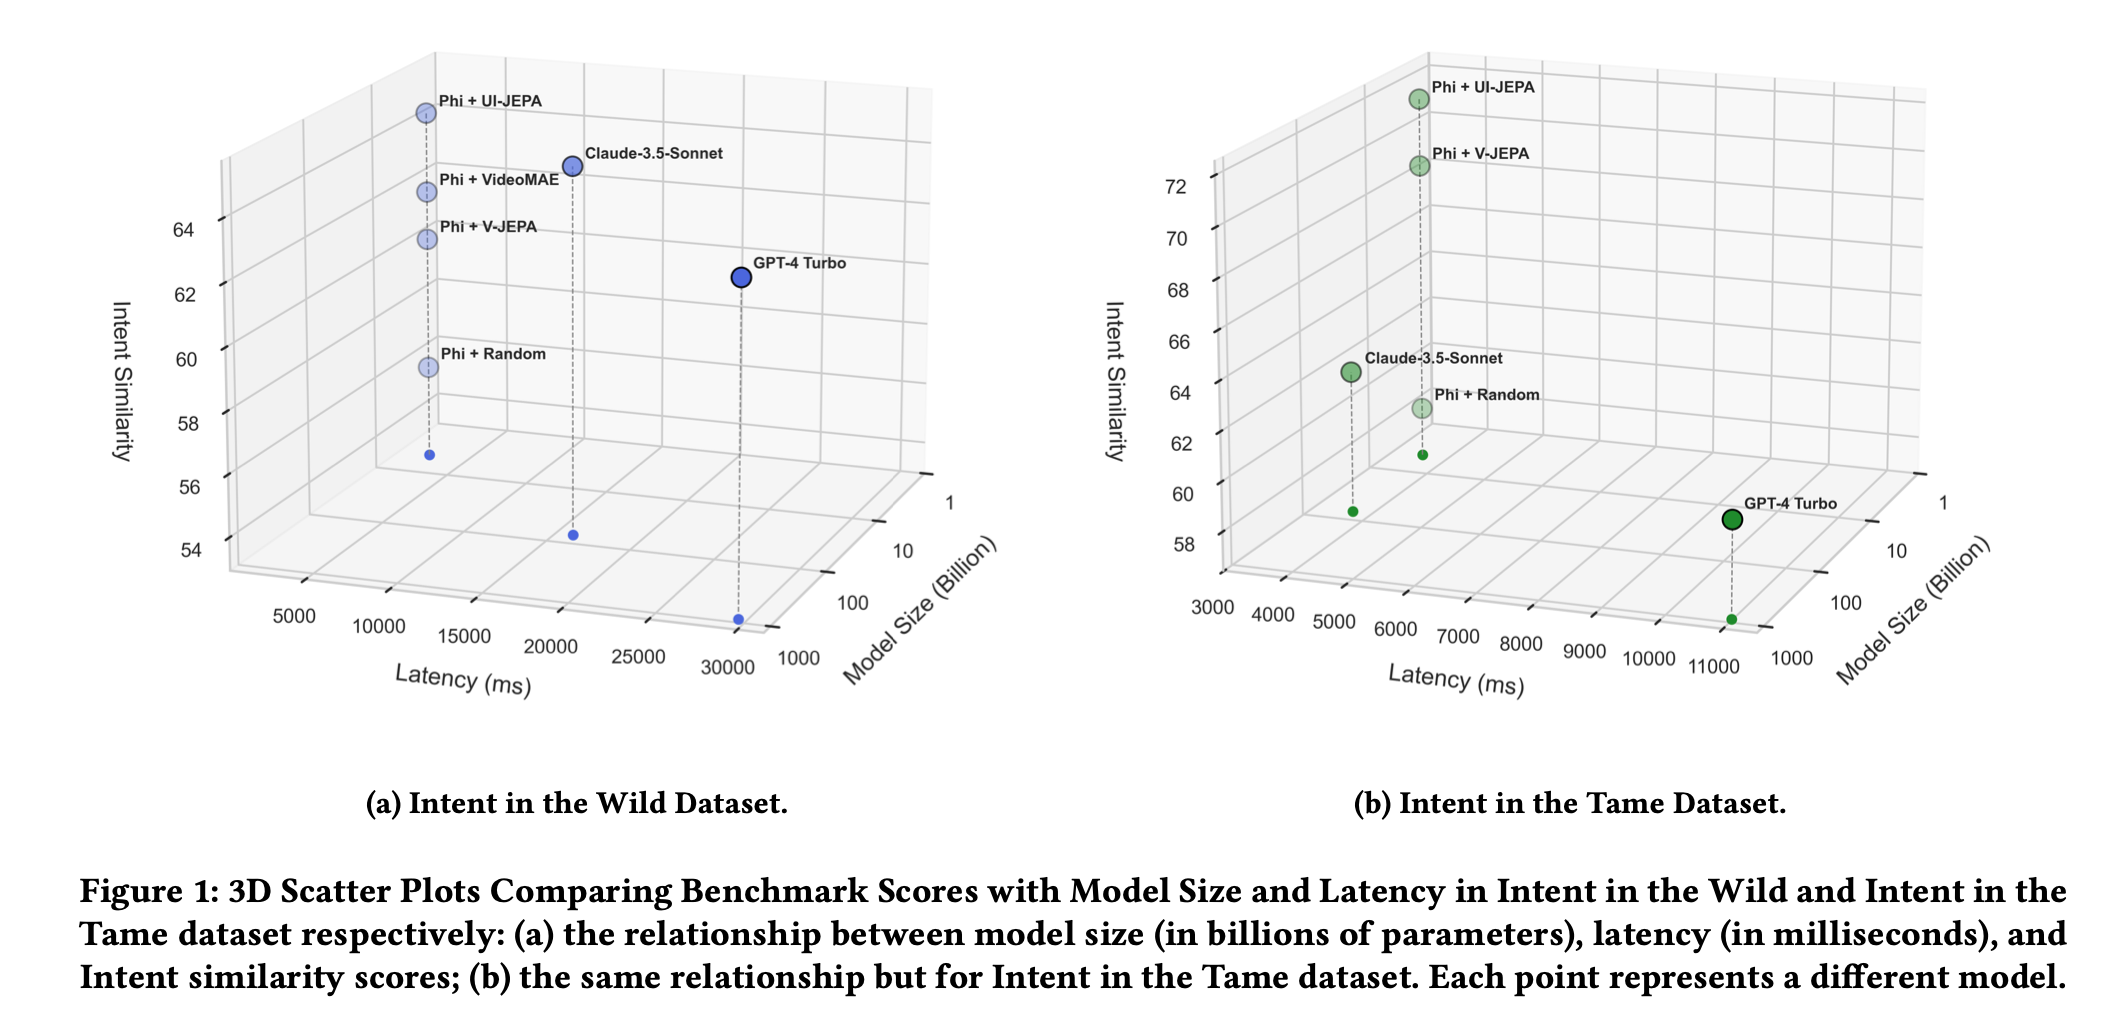 Phi + UI-JEPA
Claude-3.5-Sonnet
Phi + VideoMAE
Phi + V-JEPA
GPT-4 Turbo
Phi + Random
64
62
60
58
56
54
Intent Similarity
5000
10000
15000
20000
25000
30000
Latency (ms)
1
10
100
1000
Model Size (Billion)
(a) Intent in the Wild Dataset.
Phi + UI-JEPA
Phi + V-JEPA
Claude-3.5-Sonnet
Phi + Random
GPT-4 Turbo
72
70
68
66
64
62
60
58
Intent Similarity
3000
4000
5000
6000
7000
8000
9000
10000
11000
Latency (ms)
1
10
100
1000
Model Size (Billion)
(b) Intent in the Tame Dataset.
Figure 1: 3D Scatter Plots Comparing Benchmark Scores with Model Size and Latency in Intent in the Wild and Intent in the
Tame dataset respectively: (a) the relationship between model size (in billions of parameters), latency (in milliseconds), and
Intent similarity scores; (b) the same relationship but for Intent in the Tame dataset. Each point represents a different model.